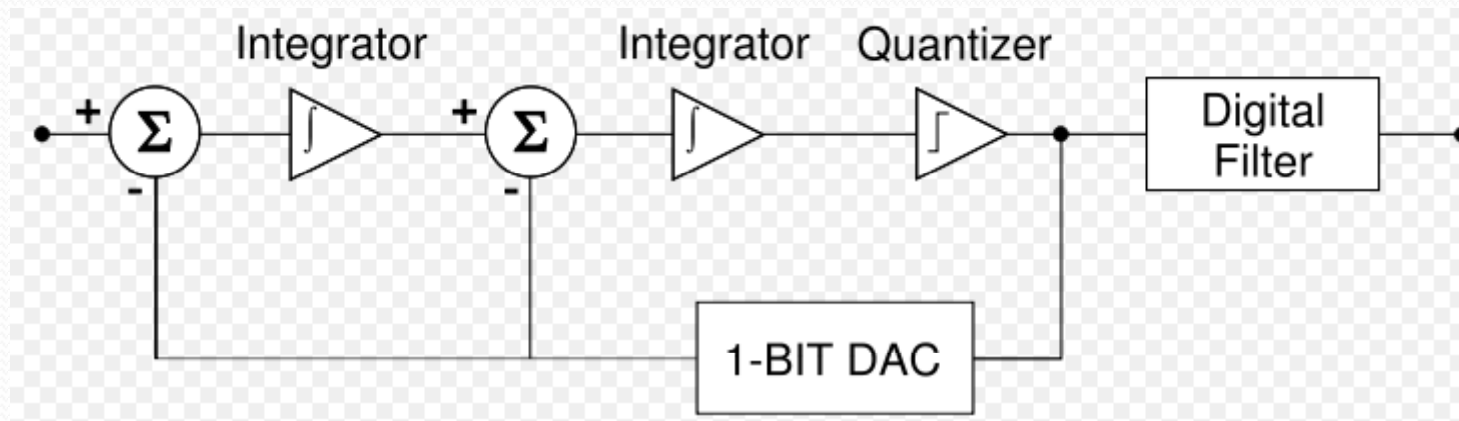 Integrator
Integrator
Quantizer
+
Σ
-
∫
+
Σ
-
∫
Digital
Filter
1-BIT DAC